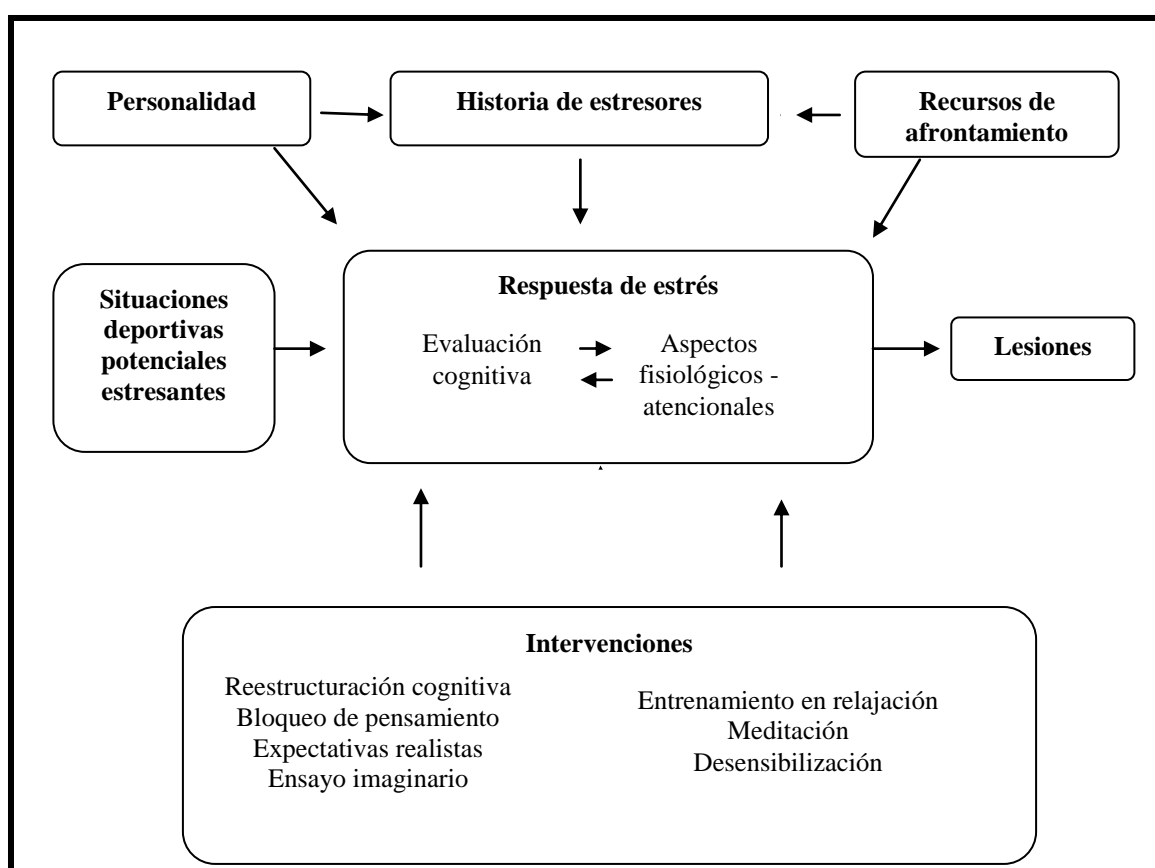 Personalidad
Historia de estresores
Recursos de
afrontamiento
Situaciones
deportivas
potenciales
estresantes
Respuesta de estrés
Evaluación
cognitiva
Aspectos
fisiológicos -
atencionales
Lesiones
Intervenciones
Reestructuración cognitiva
Bloqueo de pensamiento
Expectativas realistas
Ensayo imaginario
Entrenamiento en relajación
Meditación
Desensibilización